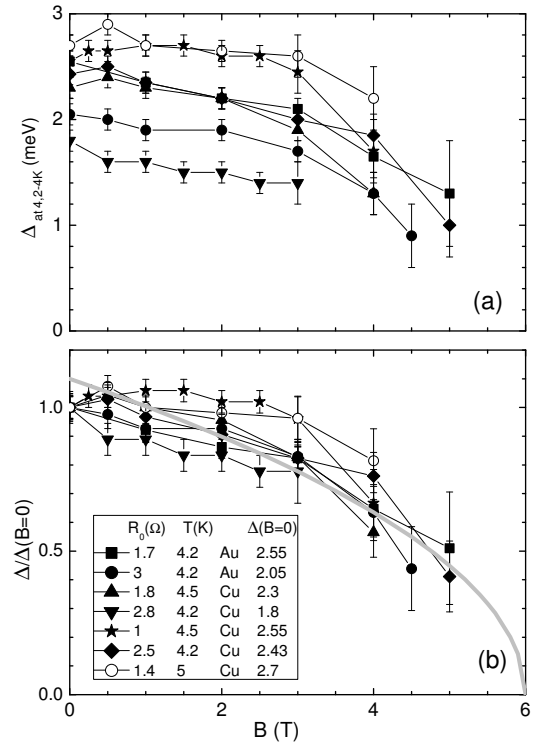 3
2
1
0
Δ at 4,2-4K (meV)
(a)
1.0
0.5
0.0
Δ/Δ(B=0)
R₀(Ω) T(K) Δ(B=0)
1.7 4.2 Au 2.55
3 4.2 Au 2.05
1.8 4.5 Cu 2.3
2.8 4.2 Cu 1.8
1 4.5 Cu 2.55
2.5 4.2 Cu 2.43
1.4 5 Cu 2.7
(b)
0 2 4 6
B (T)